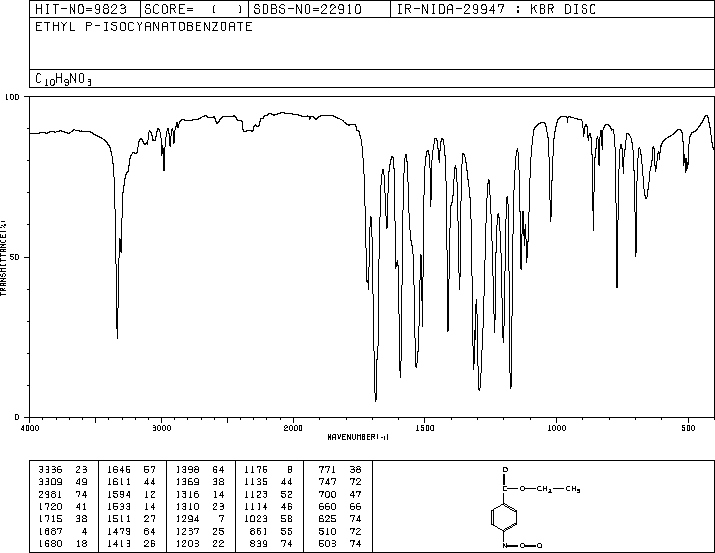 HIT-NO=9823 SCORE= ( ) SDBS-NO=22910 IR-NIDA-29947 : KBR DISC
ETHYL P-ISOCYANATOBENZOATE
C10H9NO3
100
50
0
TRANSMITTANCE(%)
4000 3000 2000 1500 1000 500
WAVENUMBER(-1)
3336 23 1646 57 1398 64 1176 8 771 38
3309 49 1611 44 1369 38 1135 44 747 72
2981 74 1594 12 1316 14 1123 52 700 47
1720 41 1533 14 1310 23 1114 46 660 66
1715 38 1511 27 1294 7 1023 58 625 74
1687 4 1479 64 1237 25 861 55 510 72
1680 18 1413 26 1203 22 839 74 503 74
O
C O CH2 CH3
N O O